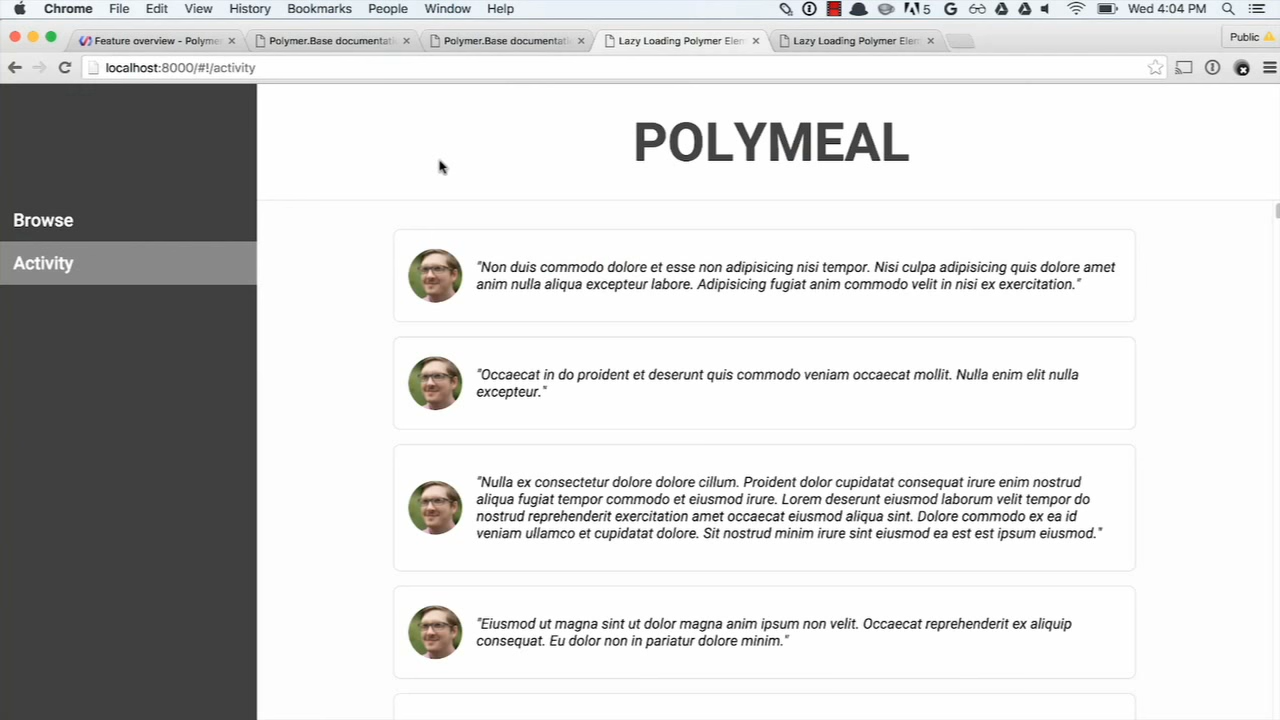 Chrome File Edit View History Bookmarks People Window Help 5 Wed 4:04 PM
Feature overview - Polyme
Polymer.Base documentati
Polymer.Base documentati
Lazy Loading Polymer Elem
Lazy Loading Polymer Elem
Public
localhost:8000/#!/activity
POLYMEAL
Browse
Activity
"Non duis commodo dolore et esse non adipisicing nisi tempor. Nisi culpa adipisicing quis dolore amet
anim nulla aliqua excepteur labore. Adipisicing fugiat anim commodo velit in nisi ex exercitation."
"Occaecat in do proident et deserunt quis commodo veniam occaecat mollit. Nulla enim elit nulla
excepteur."
"Nulla ex consectetur dolore dolore cillum. Proident dolor cupidatat consequat irure enim nostrud
aliqua fugiat tempor commodo et eiusmod irure. Lorem deserunt eiusmod laborum velit tempor do
nostrud reprehenderit exercitation amet occaecat eiusmod aliqua sint. Dolore commodo ex ea id
veniam ullamco et cupidatat dolore. Sit nostrud minim irure sint eiusmod ea est est ipsum eiusmod."
"Eiusmod ut magna sint ut dolor magna anim ipsum non velit. Occaecat reprehenderit ex aliquip
consequat. Eu dolor non in pariatur dolore minim."